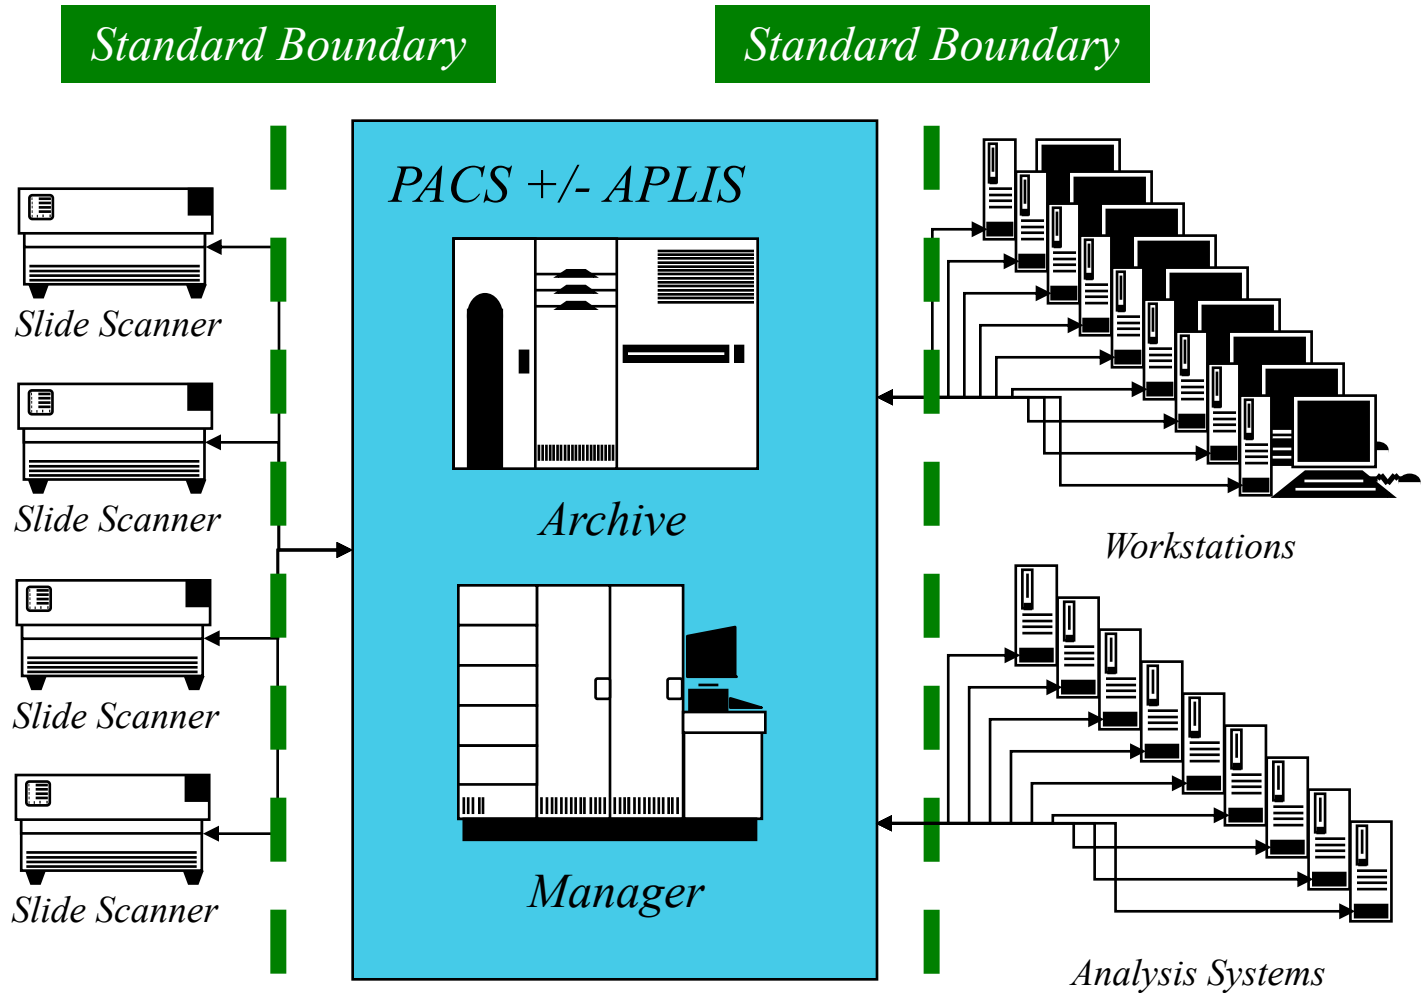 Standard Boundary
Standard Boundary
PACS +/- APLIS
Slide Scanner
Slide Scanner
Slide Scanner
Slide Scanner
Archive
Manager
Workstations
Analysis Systems